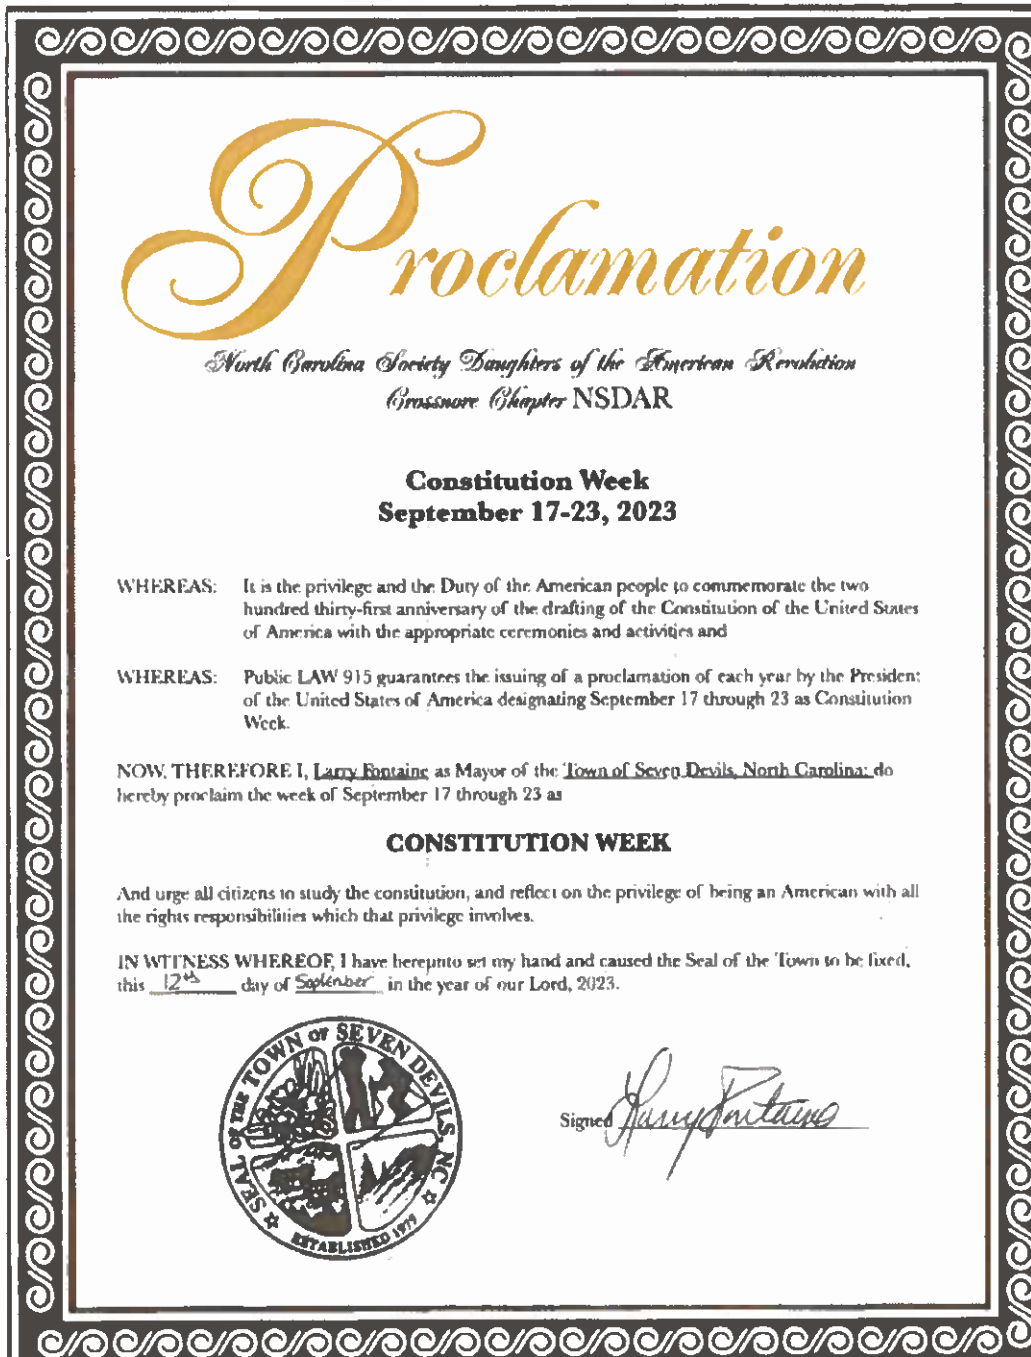 Proclamation
North Carolina Society Daughters of the American Revolution
Crossnore Chapter NSDAR
Constitution Week
September 17-23, 2023
WHEREAS: It is the privilege and the Duty of the American people to commemorate the two
hundred thirty-first anniversary of the drafting of the Constitution of the United States
of America with the appropriate ceremonies and activities and
WHEREAS: Public LAW 915 guarantees the issuing of a proclamation of each year by the President
of the United States of America designating September 17 through 23 as Constitution
Week.
NOW, THEREFORE I, Larry Fontaine as Mayor of the Town of Seven Devils, North Carolina; do
hereby proclaim the week of September 17 through 23 as
CONSTITUTION WEEK
And urge all citizens to study the constitution, and reflect on the privilege of being an American with all
the rights responsibilities which that privilege involves.
IN WITNESS WHEREOF, I have hereunto set my hand and caused the Seal of the Town to be fixed,
this 12th day of September in the year of our Lord, 2023.
SEAL OF THE TOWN OF SEVEN DEVILS, NC
ESTABLISHED 1979
Signed Larry Fontaine